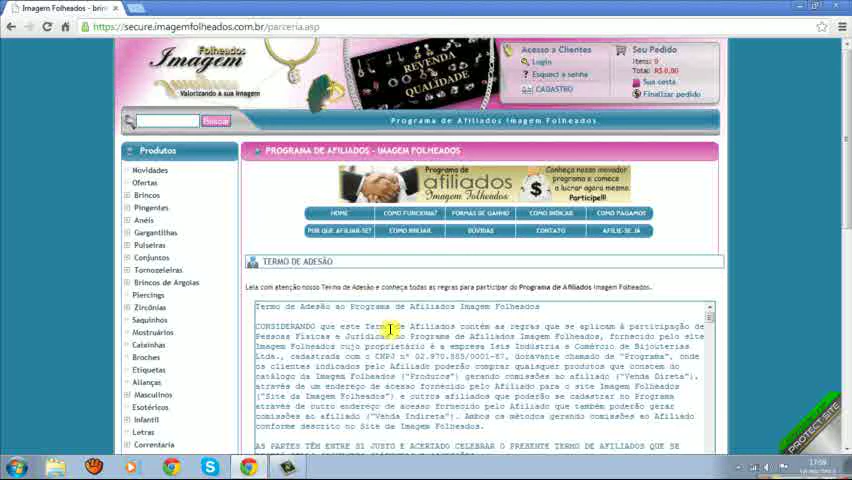 Imagem Folheados - brin
https://secure.imagemfolheados.com.br/parceria.asp
Folheados
Imagem
Valorizando a sua imagem
REVENDA
QUALIDADE
Acesso a Clientes
Login
Esqueci a senha
CADASTRO
Seu Pedido
Itens: 0
Total: R$ 0,00
Sua cesta
Finalizar pedido
Buscar
Programa de Afiliados Imagem Folheados
Produtos
Novidades
Ofertas
Brincos
Pingentes
Anéis
Gargantilhas
Pulseiras
Conjuntos
Tornozeleiras
Brincos de Argolas
Piercings
Zircônias
Saquinhos
Mostruários
Caixinhas
Broches
Etiquetas
Alianças
Masculinos
Esotéricos
Infantil
Letras
Correntaria
PROGRAMA DE AFILIADOS - IMAGEM FOLHEADOS
Programa de
afiliados
Imagem Folheados
Conheça nosso inovador
programa e comece
a lucrar agora mesmo.
Participe!!
HOME
COMO FUNCIONA?
FORMAS DE GANHO
COMO INDICAR
COMO PAGAMOS
POR QUE AFILIAR-SE?
COMO INICIAR
DÚVIDAS
CONTATO
AFILIE-SE JÁ
TERMO DE ADESÃO
Leia com atenção nosso Termo de Adesão e conheça todas as regras para participar do Programa de Afiliados Imagem Folheados.
Termo de Adesão ao Programa de Afiliados Imagem Folheados
CONSIDERANDO que este Termo de Afiliados contém as regras que se aplicam à participação de
Pessoas Físicas e Jurídicas no Programa de Afiliados Imagem Folheados, fornecido pelo site
Imagem Folheados cujo proprietário é a empresa Isis Indústria e Comércio de Bijouterias
Ltda., cadastrada com o CNPJ nº 02.970.885/0001-87, doravante chamado de "Programa", onde
os clientes indicados pelo Afiliado poderão comprar quaisquer produtos que constem do
catálogo da Imagem Folheados ("Produtos") gerando comissões ao afiliado ("Venda Direta"),
através de um endereço de acesso fornecido pelo Afiliado para o site Imagem Folheados
("Site da Imagem Folheados") e outros afiliados que poderão se cadastrar no Programa
através de outro endereço de acesso fornecido pelo Afiliado que também poderão gerar
comissões ao afiliado ("Venda Indireta"). Ambos os métodos gerando comissões ao Afiliado
conforme descrito no Site da Imagem Folheados.
AS PARTES TÊM ENTRE SI JUSTO E ACERTADO CELEBRAR O PRESENTE TERMO DE AFILIADOS QUE SE
PROTECT SITE
17:09